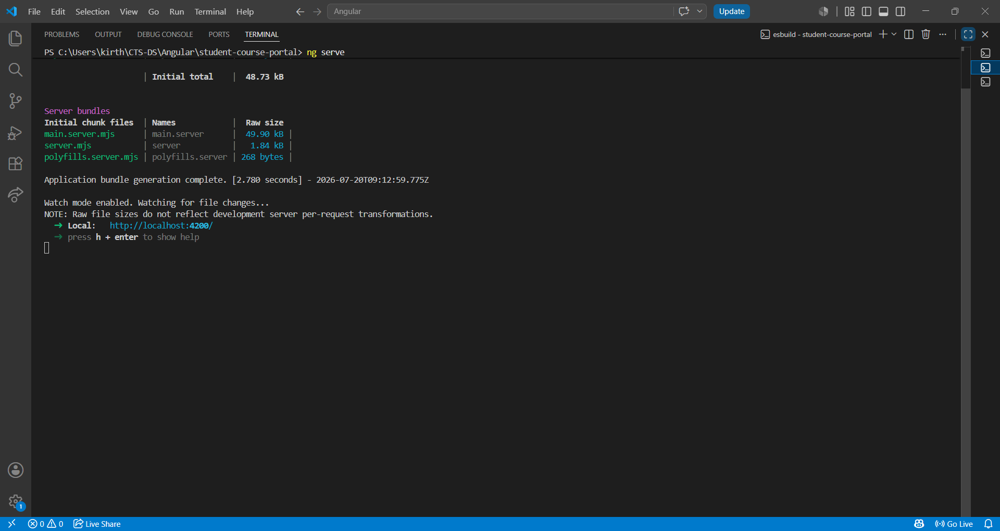 File Edit Selection View Go Run Terminal Help
Angular
Update
PROBLEMS OUTPUT DEBUG CONSOLE PORTS TERMINAL
esbuild - student-course-portal
PS C:\Users\kirth\CTS-DS\Angular\student-course-portal> ng serve
| Initial total | 48.73 kB
Server bundles
Initial chunk files | Names | Raw size
main.server.mjs | main.server | 49.90 kB |
server.mjs | server | 1.84 kB |
polyfills.server.mjs | polyfills.server | 268 bytes |
Application bundle generation complete. [2.780 seconds] - 2026-07-20T09:12:59.775Z
Watch mode enabled. Watching for file changes...
NOTE: Raw file sizes do not reflect development server per-request transformations.
➜ Local: http://localhost:4200/
➜ press h + enter to show help
1
0 0 Live Share
Go Live